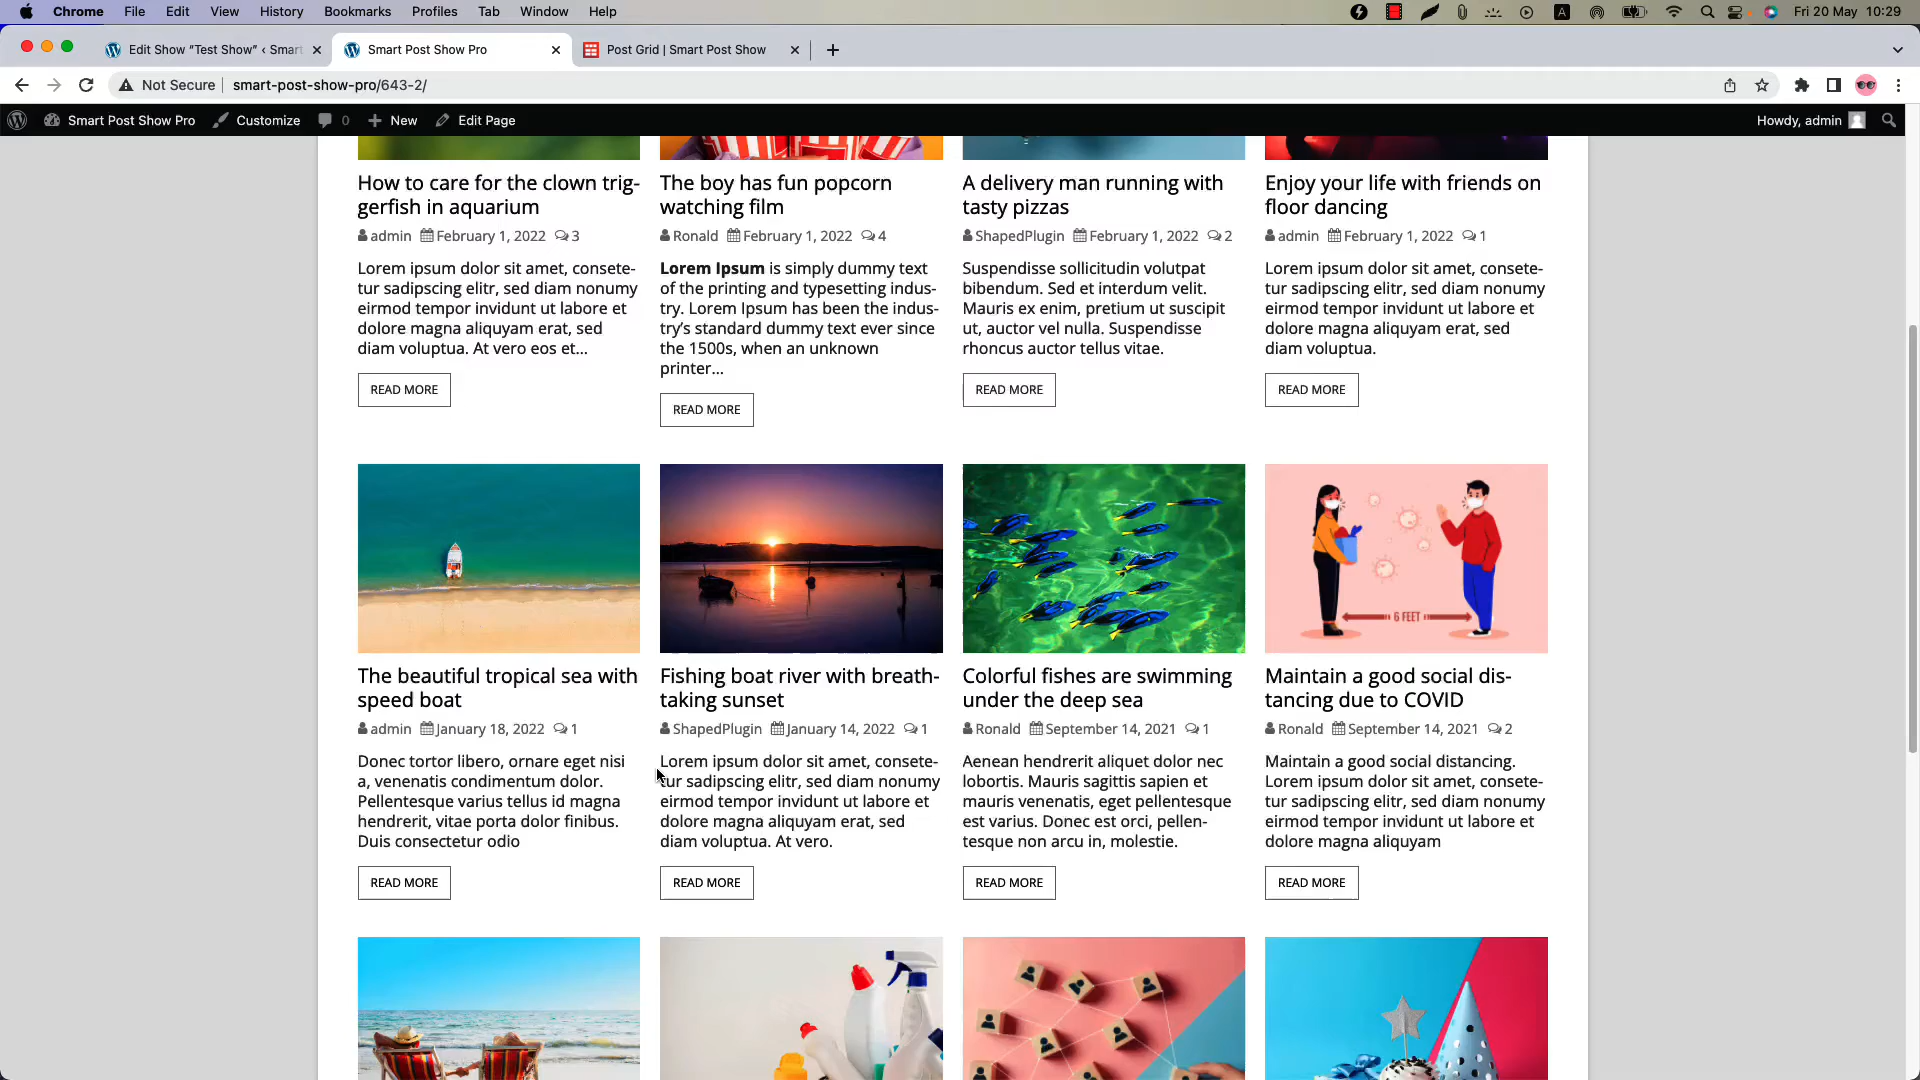 Chrome File Edit View History Bookmarks Profiles Tab Window Help
A Fri 20 May 10:29
Edit Show "Test Show" ‹ Smart
Smart Post Show Pro
Post Grid | Smart Post Show
Not Secure smart-post-show-pro/643-2/
Smart Post Show Pro Customize 0 New Edit Page Howdy, admin
How to care for the clown trig-
gerfish in aquarium
admin February 1, 2022 3
Lorem ipsum dolor sit amet, consete-
tur sadipscing elitr, sed diam nonumy
eirmod tempor invidunt ut labore et
dolore magna aliquyam erat, sed
diam voluptua. At vero eos et...
READ MORE
The boy has fun popcorn
watching film
Ronald February 1, 2022 4
Lorem Ipsum is simply dummy text
of the printing and typesetting indus-
try. Lorem Ipsum has been the indus-
try's standard dummy text ever since
the 1500s, when an unknown
printer...
READ MORE
A delivery man running with
tasty pizzas
ShapedPlugin February 1, 2022 2
Suspendisse sollicitudin volutpat
bibendum. Sed et interdum velit.
Mauris ex enim, pretium ut suscipit
ut, auctor vel nulla. Suspendisse
rhoncus auctor tellus vitae.
READ MORE
Enjoy your life with friends on
floor dancing
admin February 1, 2022 1
Lorem ipsum dolor sit amet, consete-
tur sadipscing elitr, sed diam nonumy
eirmod tempor invidunt ut labore et
dolore magna aliquyam erat, sed
diam voluptua.
READ MORE
The beautiful tropical sea with
speed boat
admin January 18, 2022 1
Donec tortor libero, ornare eget nisi
a, venenatis condimentum dolor.
Pellentesque varius tellus id magna
hendrerit, vitae porta dolor finibus.
Duis consectetur odio
READ MORE
Fishing boat river with breath-
taking sunset
ShapedPlugin January 14, 2022 1
Lorem ipsum dolor sit amet, consete-
tur sadipscing elitr, sed diam nonumy
eirmod tempor invidunt ut labore et
dolore magna aliquyam erat, sed
diam voluptua. At vero.
READ MORE
Colorful fishes are swimming
under the deep sea
Ronald September 14, 2021 1
Aenean hendrerit aliquet dolor nec
lobortis. Mauris sagittis sapien et
mauris venenatis, eget pellentesque
est varius. Donec est orci, pellen-
tesque non arcu in, molestie.
READ MORE
6 FEET
Maintain a good social dis-
tancing due to COVID
Ronald September 14, 2021 2
Maintain a good social distancing.
Lorem ipsum dolor sit amet, consete-
tur sadipscing elitr, sed diam nonumy
eirmod tempor invidunt ut labore et
dolore magna aliquyam
READ MORE